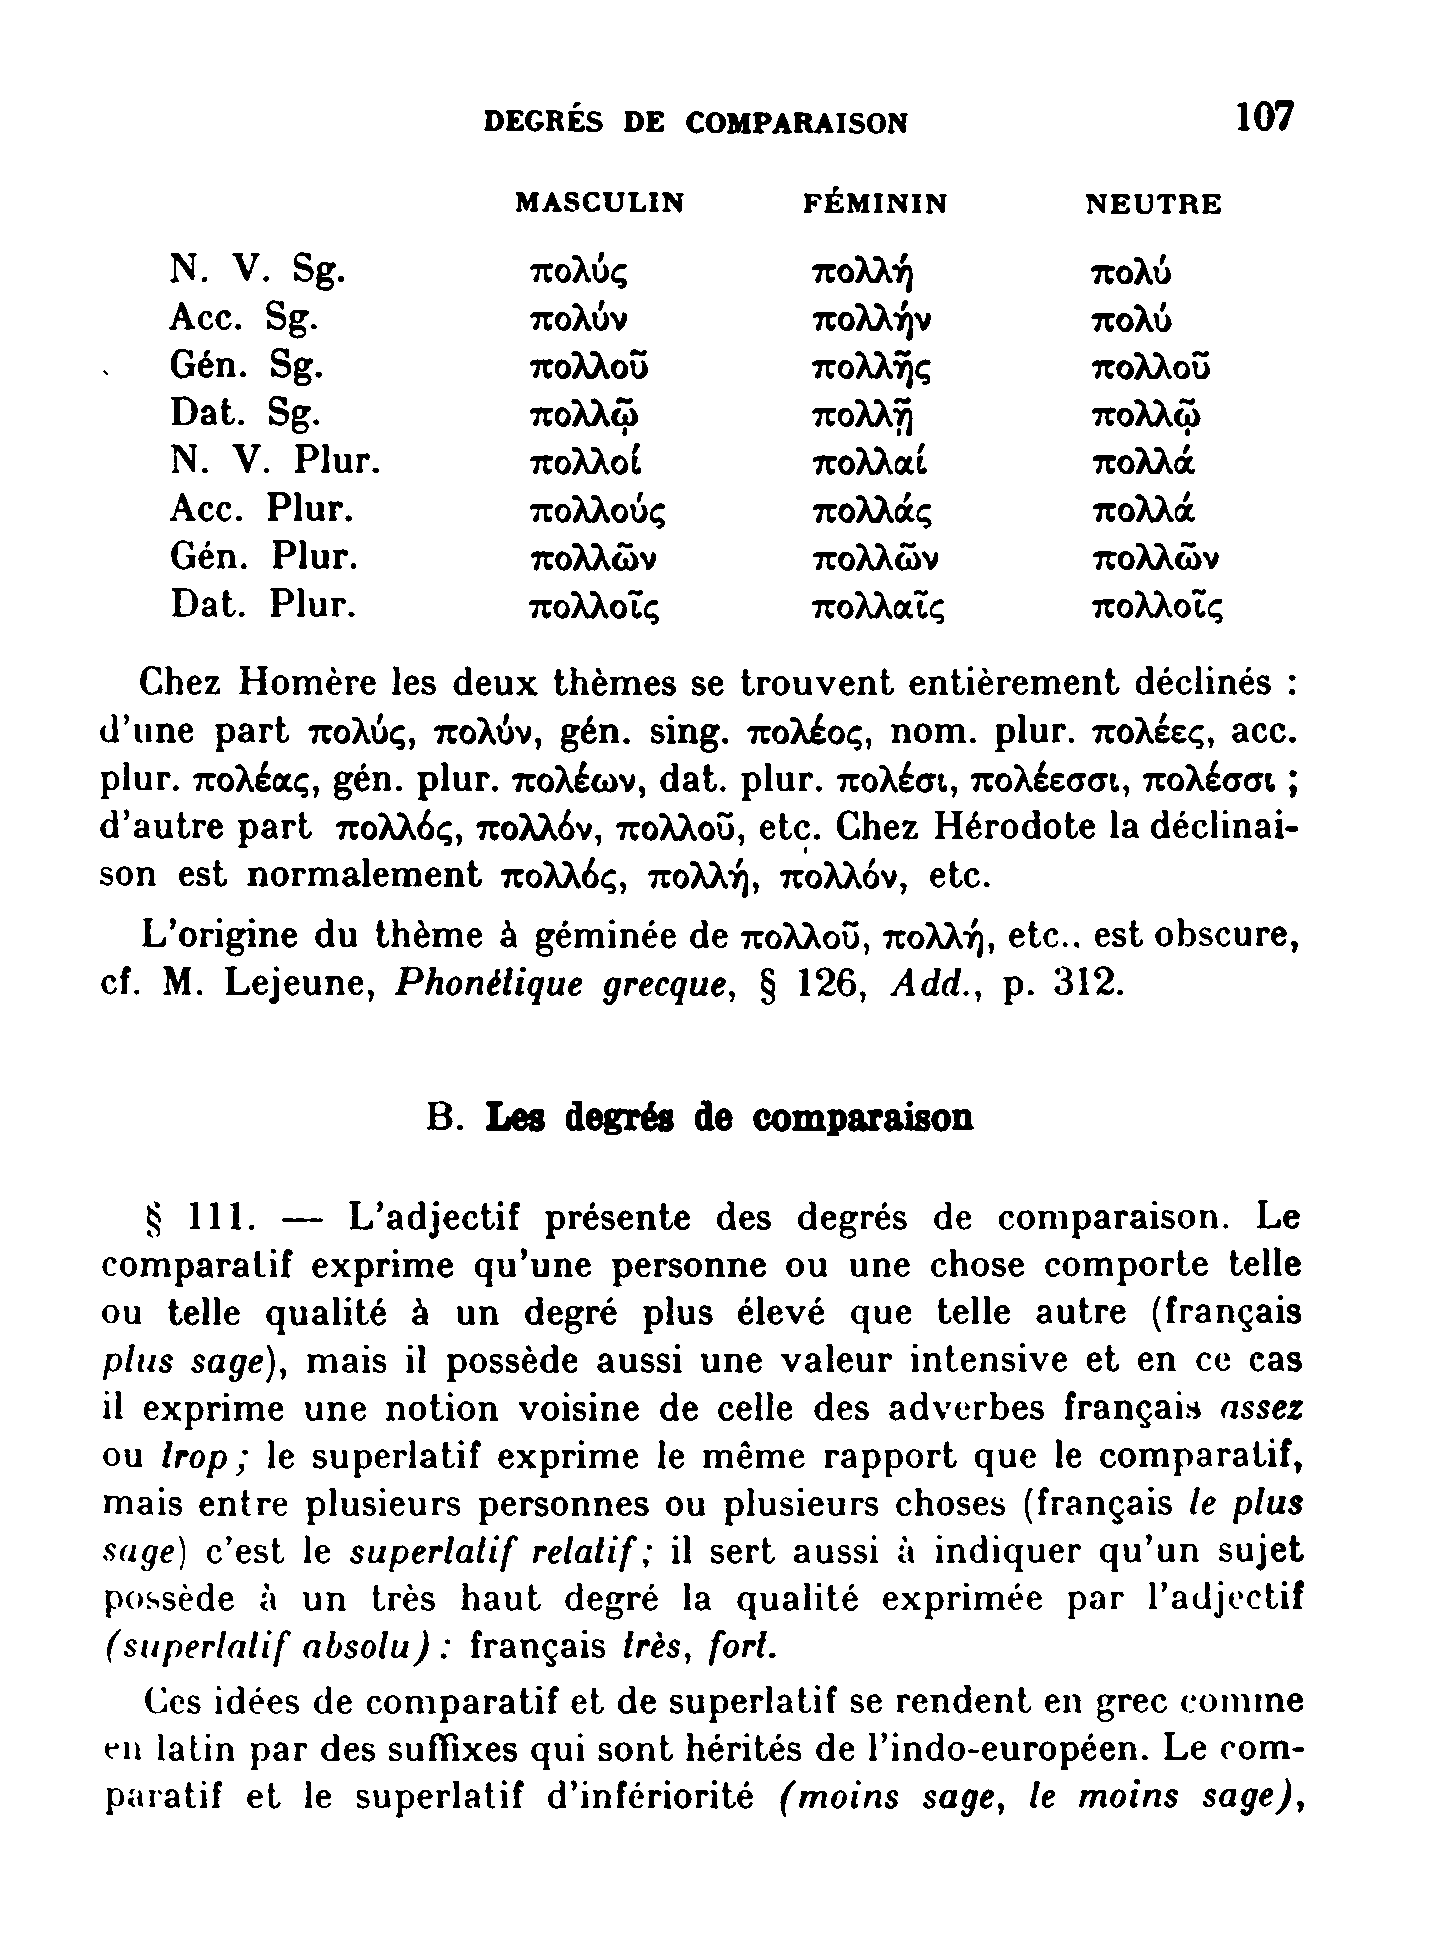 DEGRÉS DE COMPARAISON 107
MASCULIN FÉMININ NEUTRE
N. V. Sg. πολύς πολλή πολύ
Acc. Sg. πολύν πολλήν πολύ
Gén. Sg. πολλοῦ πολλῆς πολλοῦ
Dat. Sg. πολλῷ πολλῇ πολλῷ
N. V. Plur. πολλοί πολλαί πολλά
Acc. Plur. πολλούς πολλάς πολλά
Gén. Plur. πολλῶν πολλῶν πολλῶν
Dat. Plur. πολλοῖς πολλαῖς πολλοῖς
Chez Homère les deux thèmes se trouvent entièrement déclinés :
d'une part πολύς, πολύν, gén. sing. πολέος, nom. plur. πολέες, acc.
plur. πολέας, gén. plur. πολέων, dat. plur. πολέσι, πολέεσσι, πολέσσι ;
d'autre part πολλός, πολλόν, πολλοῦ, etc. Chez Hérodote la déclinai-
son est normalement πολλός, πολλή, πολλόν, etc.
L'origine du thème à géminée de πολλοῦ, πολλή, etc.. est obscure,
cf. M. Lejeune, Phonétique grecque, § 126, Add., p. 312.
B. Les degrés de comparaison
§ 111. — L'adjectif présente des degrés de comparaison. Le
comparatif exprime qu'une personne ou une chose comporte telle
ou telle qualité à un degré plus élevé que telle autre (français
plus sage), mais il possède aussi une valeur intensive et en ce cas
il exprime une notion voisine de celle des adverbes français assez
ou trop ; le superlatif exprime le même rapport que le comparatif,
mais entre plusieurs personnes ou plusieurs choses (français le plus
sage) c'est le superlatif relatif ; il sert aussi à indiquer qu'un sujet
possède à un très haut degré la qualité exprimée par l'adjectif
(superlatif absolu) : français très, fort.
Ces idées de comparatif et de superlatif se rendent en grec comme
en latin par des suffixes qui sont hérités de l'indo-européen. Le com-
paratif et le superlatif d'infériorité (moins sage, le moins sage),